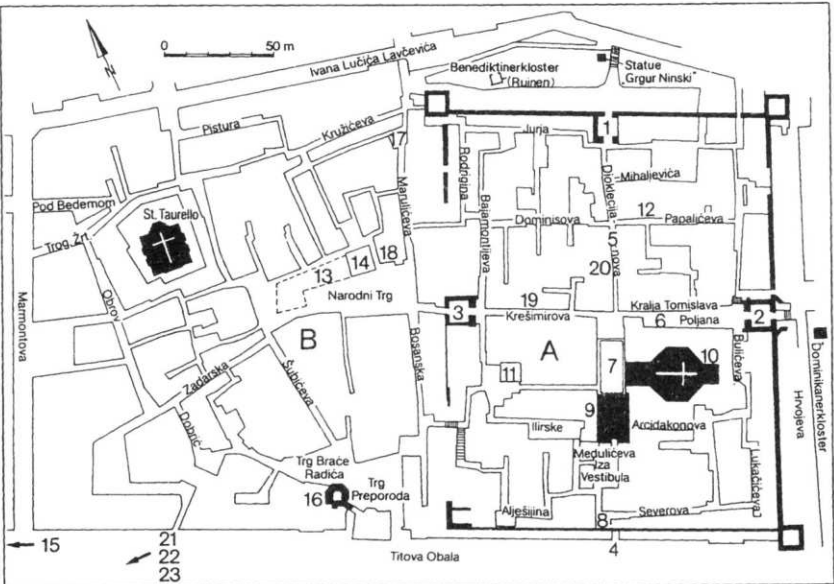 0 50 m
N
Ivana Lučića Lavčevića
Benediktinerkloster
(Ruinen)
Statue
"Grgur Ninski"
Pistura
Kružićeva
17
Jurja
1
Rodrigina
Bajamontijeva
Marulićeva
Dioklecija
nova
Mihaljevića
12
Papalićeva
Dominisova
Pod Bedemom
St. Taurello
Trog. Žrt.
18
14
13
5
20
Narodni Trg
19
Krešimirova
3
Kralja Tomislava
6
Poljana
2
Marmontova
Obrov
B
A
Zadarska
Šubićeva
Bosanska
11
7
10
Bulićeva
Dominikanerkloster
Hrvojeva
Dobrić
9
Ilirske
Arcidakonova
Medulićeva
Iza
Vestibula
Lukačićeva
Trg Braće
Radića
Trg
Preporoda
16
Alješijina
8
Severova
4
15
21
22
23
Titova Obala